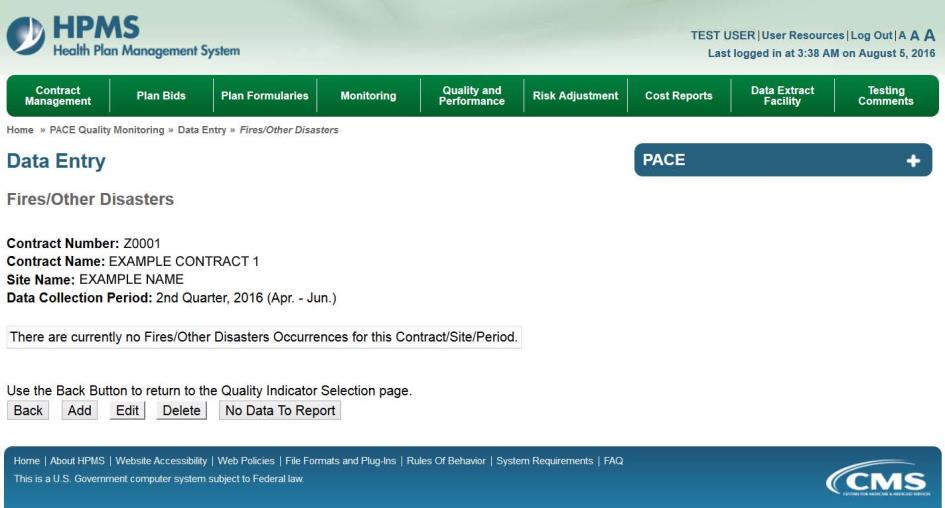 HPMS
Health Plan Management System
TEST USER|User Resources|Log Out|A A A
Last logged in at 3:38 AM on August 5, 2016
Contract Management
Plan Bids
Plan Formularies
Monitoring
Quality and Performance
Risk Adjustment
Cost Reports
Data Extract Facility
Testing Comments
Home » PACE Quality Monitoring » Data Entry » Fires/Other Disasters
Data Entry
PACE
Fires/Other Disasters
Contract Number: Z0001
Contract Name: EXAMPLE CONTRACT 1
Site Name: EXAMPLE NAME
Data Collection Period: 2nd Quarter, 2016 (Apr. - Jun.)
There are currently no Fires/Other Disasters Occurrences for this Contract/Site/Period.
Use the Back Button to return to the Quality Indicator Selection page.
Back Add Edit Delete No Data To Report
Home | About HPMS | Website Accessibility | Web Policies | File Formats and Plug-Ins | Rules Of Behavior | System Requirements | FAQ
This is a U.S. Government computer system subject to Federal law.
CMS
CENTERS FOR MEDICARE & MEDICAID SERVICES